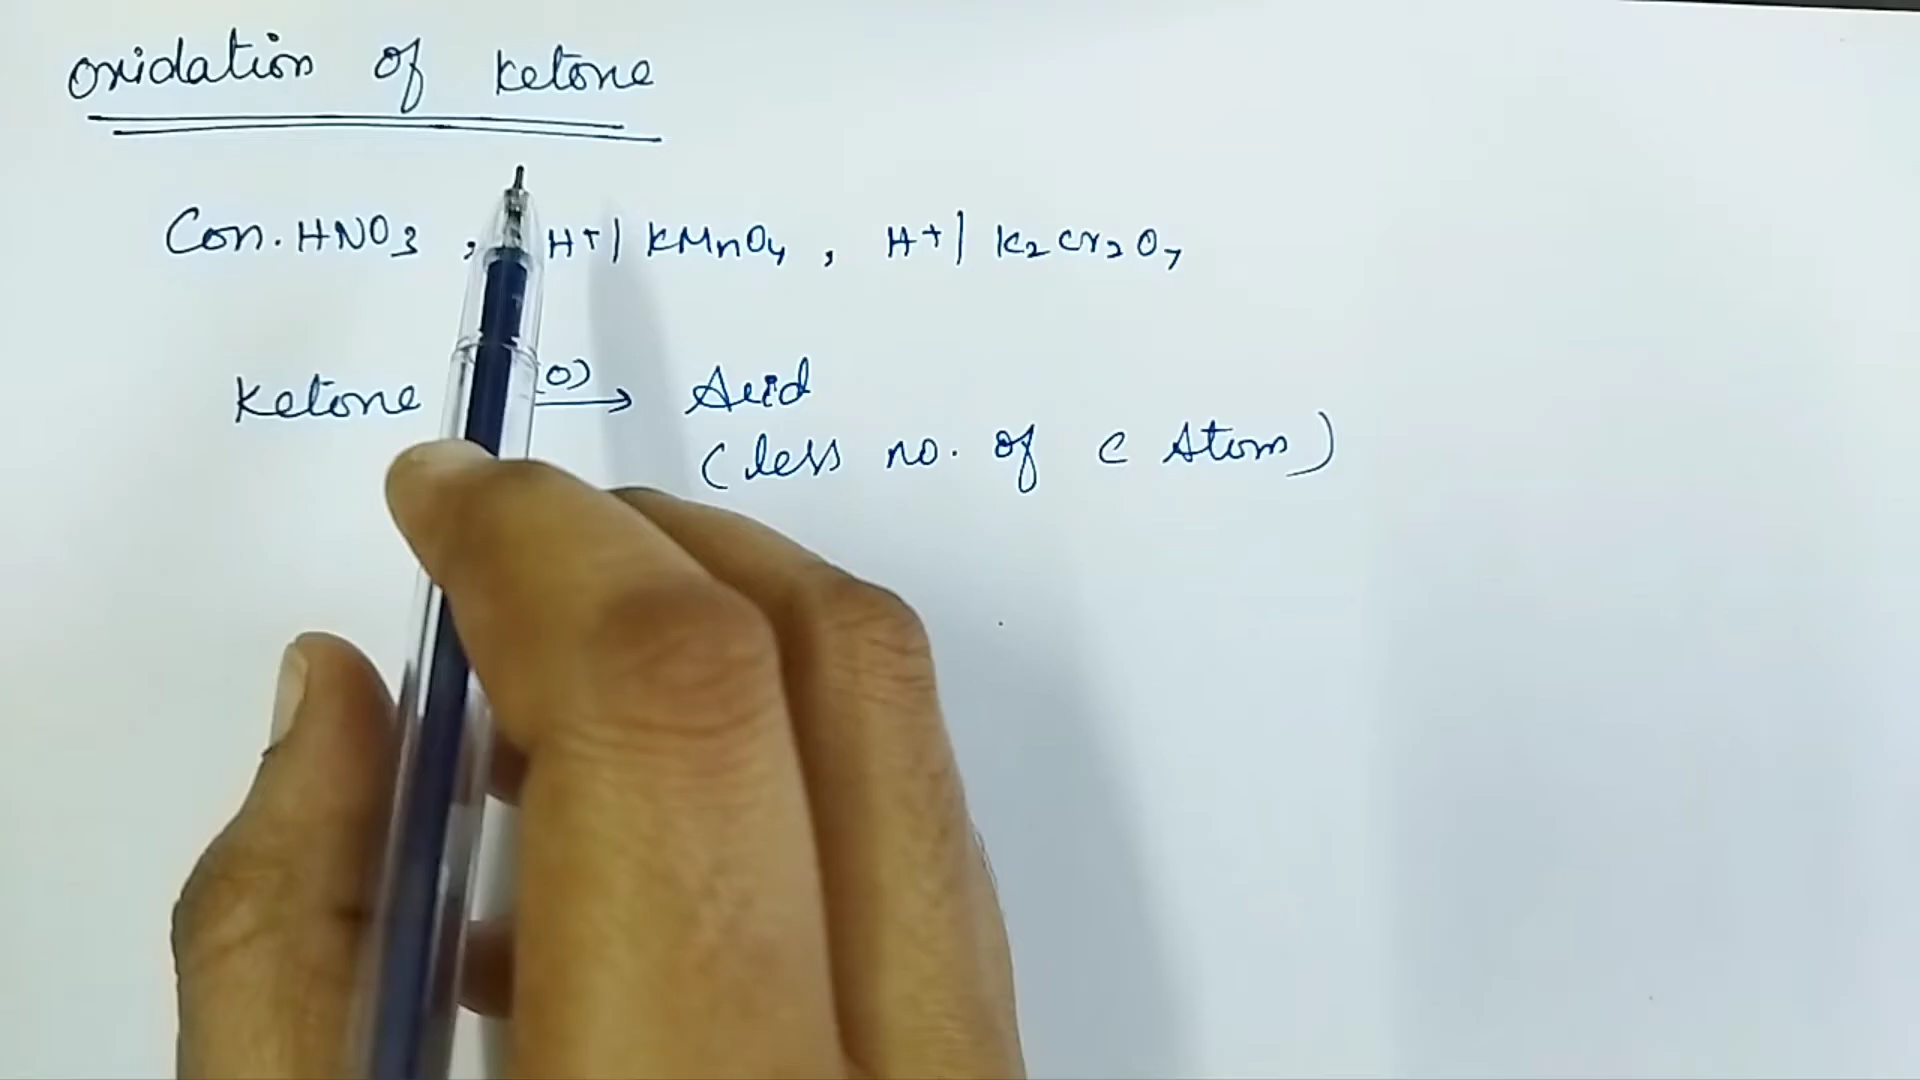 Oxidation of Ketone
Con. HNO3 , H+| KMnO4 , H+| K2Cr2O7
Ketone O) → Acid
(less no. of C Atom)